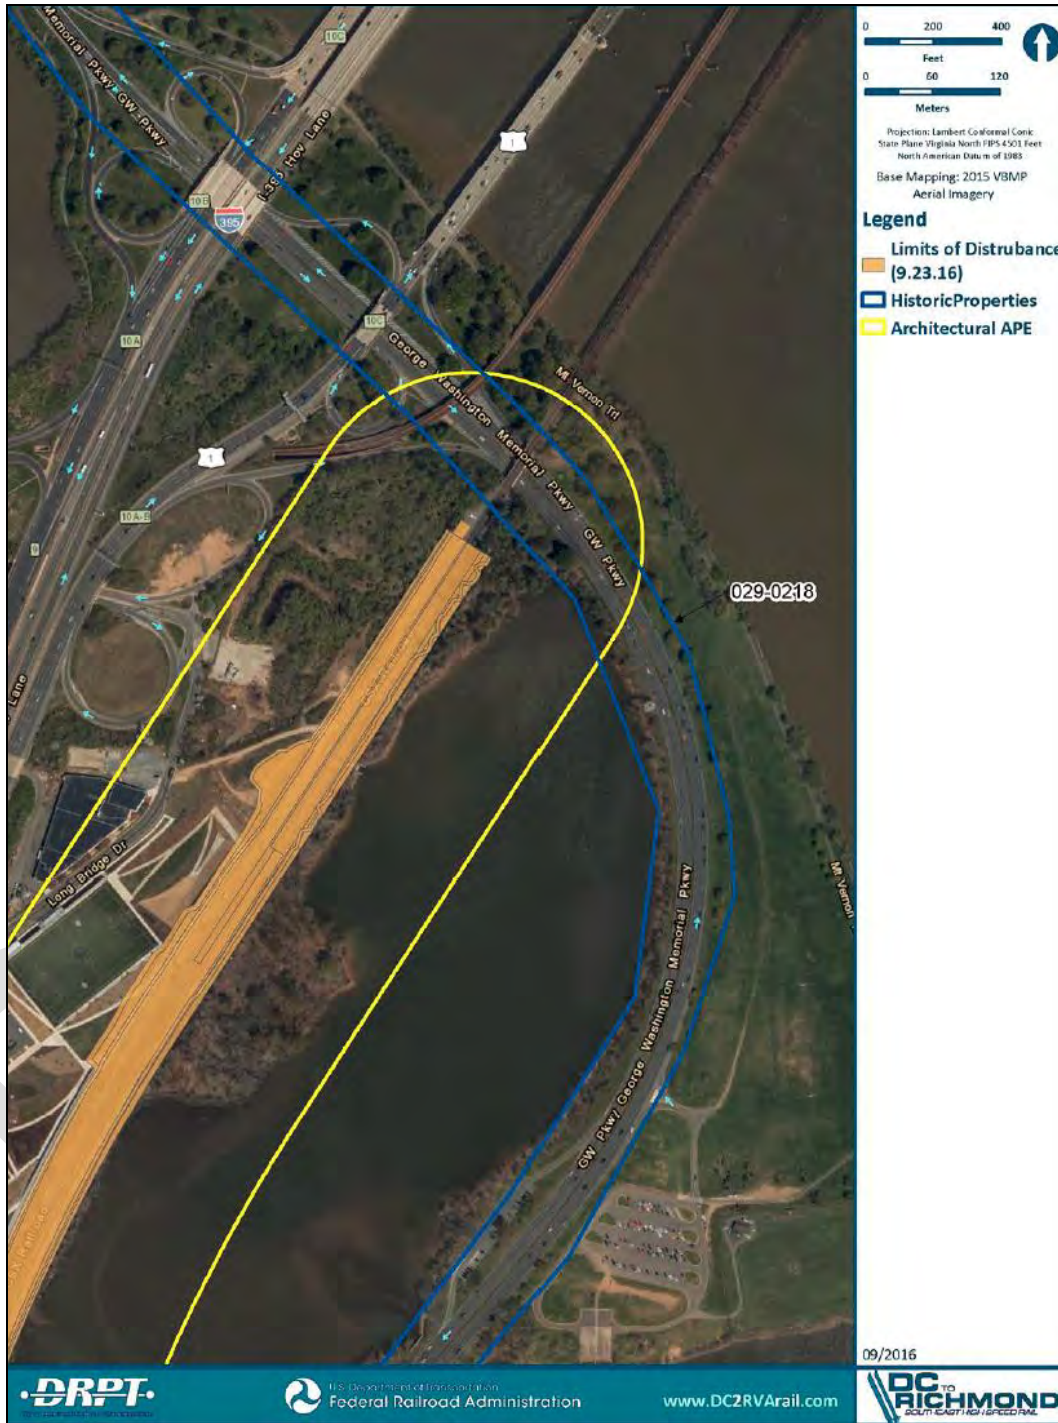 0 200 400
Feet
0 60 120
Meters
Projection: Lambert Conformal Conic
State Plane Virginia North FIPS 4501 Feet
North American Datum of 1983
Base Mapping: 2015 VBMP
Aerial Imagery
Legend
Limits of Distrubance
(9.23.16)
HistoricProperties
Architectural APE
Memorial Pkwy GW Pkwy
10C
I-395 Hov Lane
1
10B
395
10A
10C
George Washington Memorial Pkwy GW Pkwy
Mt Vernon Trl
1
10A-B
9
029-0218
Lane
Long Bridge Dr
Mt Vernon
GW Pkwy George Washington Memorial Pkwy
09/2016
DRPT
U.S. Department of Transportation
Federal Railroad Administration
www.DC2RVArail.com
DC TO
RICHMOND
SOUTHEAST HIGH SPEED RAIL